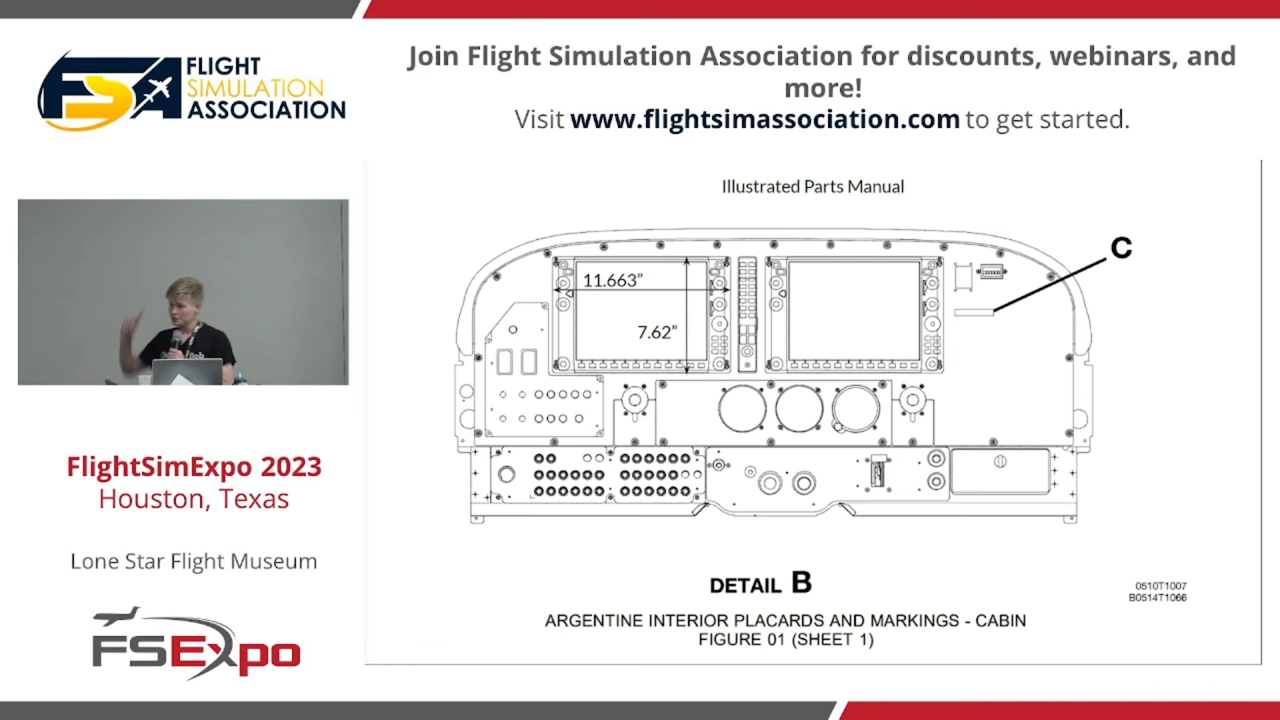 FSA
FLIGHT
SIMULATION
ASSOCIATION
Join Flight Simulation Association for discounts, webinars, and
more!
Visit www.flightsimassociation.com to get started.
Illustrated Parts Manual
C
11.663”
7.62”
FlightSimExpo 2023
Houston, Texas
Lone Star Flight Museum
FSExpo
DETAIL B
0510T1007
B0514T1066
ARGENTINE INTERIOR PLACARDS AND MARKINGS - CABIN
FIGURE 01 (SHEET 1)